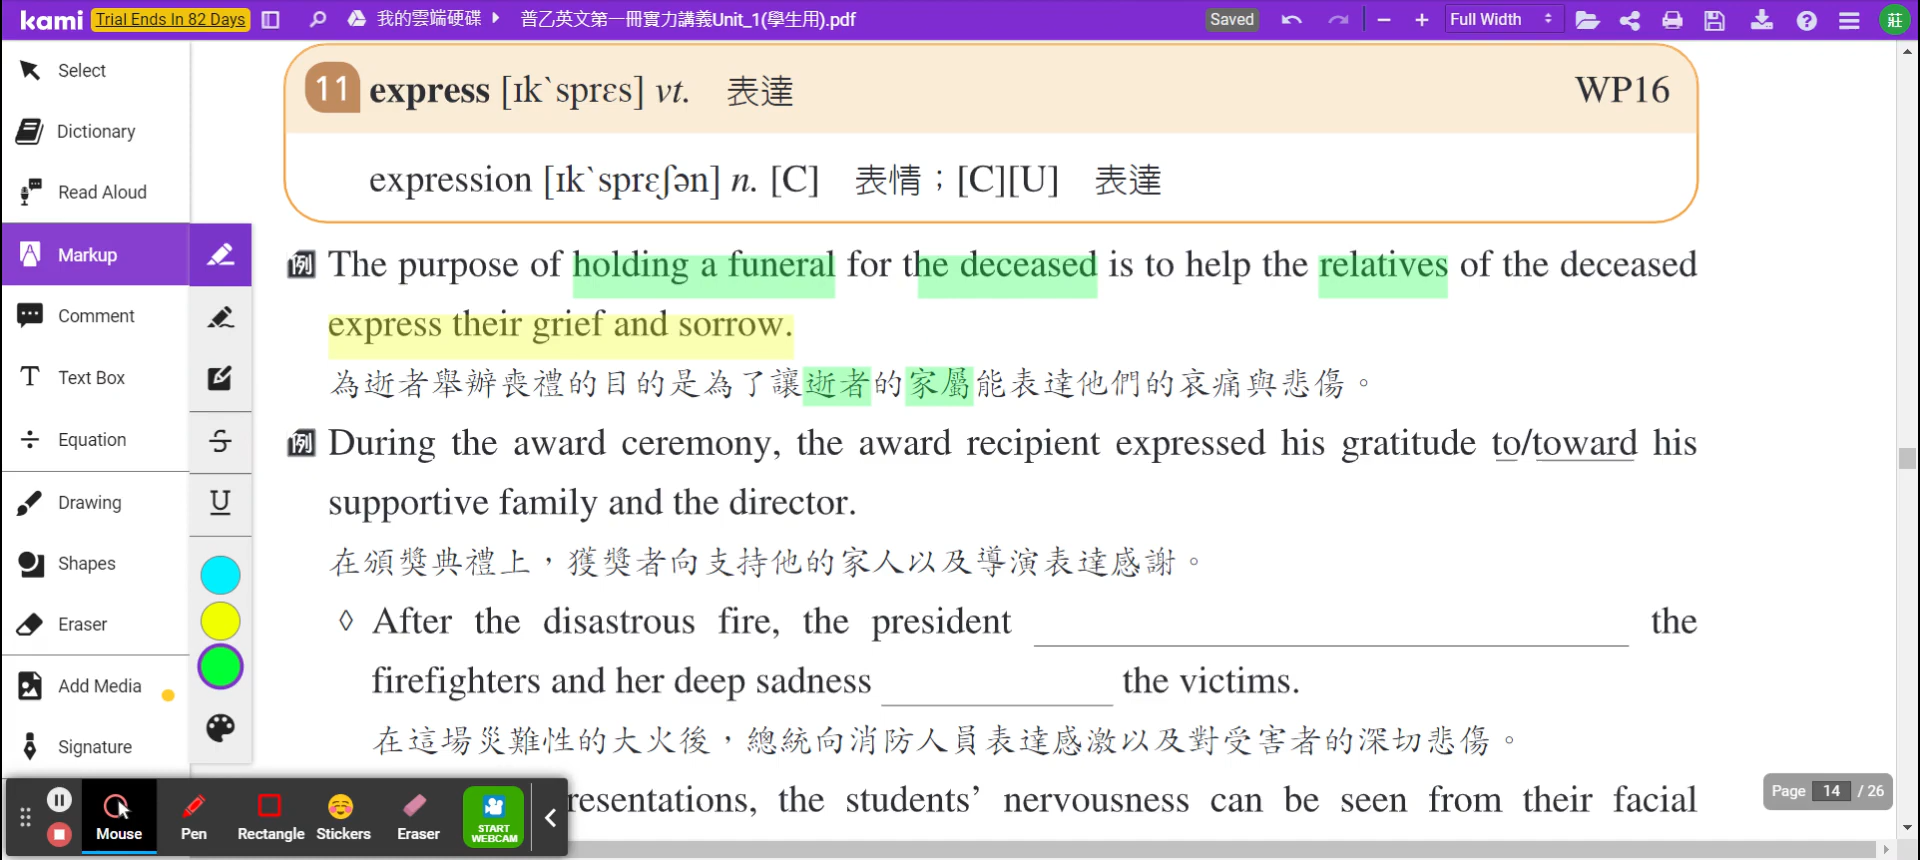 kami Trial Ends In 82 Days 我的雲端硬碟 普乙英文第一冊實力講義Unit_1(學生用).pdf Saved Full Width 莊
Select
Dictionary
Read Aloud
Markup
Comment
Text Box
Equation
Drawing
Shapes
Eraser
Add Media
Signature
11 express [ɪkˋsprɛs] vt. 表達 WP16
expression [ɪkˋsprɛʃən] n. [C] 表情；[C][U] 表達
例 The purpose of holding a funeral for the deceased is to help the relatives of the deceased
express their grief and sorrow.
為逝者舉辦喪禮的目的是為了讓逝者的家屬能表達他們的哀痛與悲傷。
例 During the award ceremony, the award recipient expressed his gratitude to/toward his
supportive family and the director.
在頒獎典禮上，獲獎者向支持他的家人以及導演表達感謝。
◊ After the disastrous fire, the president ________ the
firefighters and her deep sadness ________ the victims.
在這場災難性的大火後，總統向消防人員表達感激以及對受害者的深切悲傷。
resentations, the students’ nervousness can be seen from their facial
Page 14 / 26
Mouse Pen Rectangle Stickers Eraser START WEBCAM